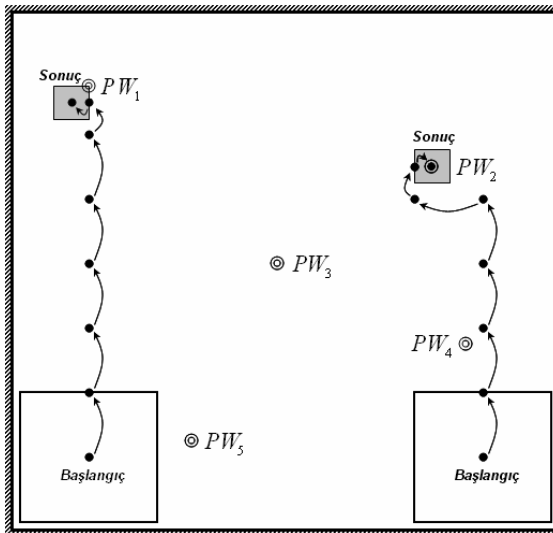 Sonuç
PW₁
Sonuç
PW₂
PW₃
PW₄
PW₅
Başlangıç
Başlangıç